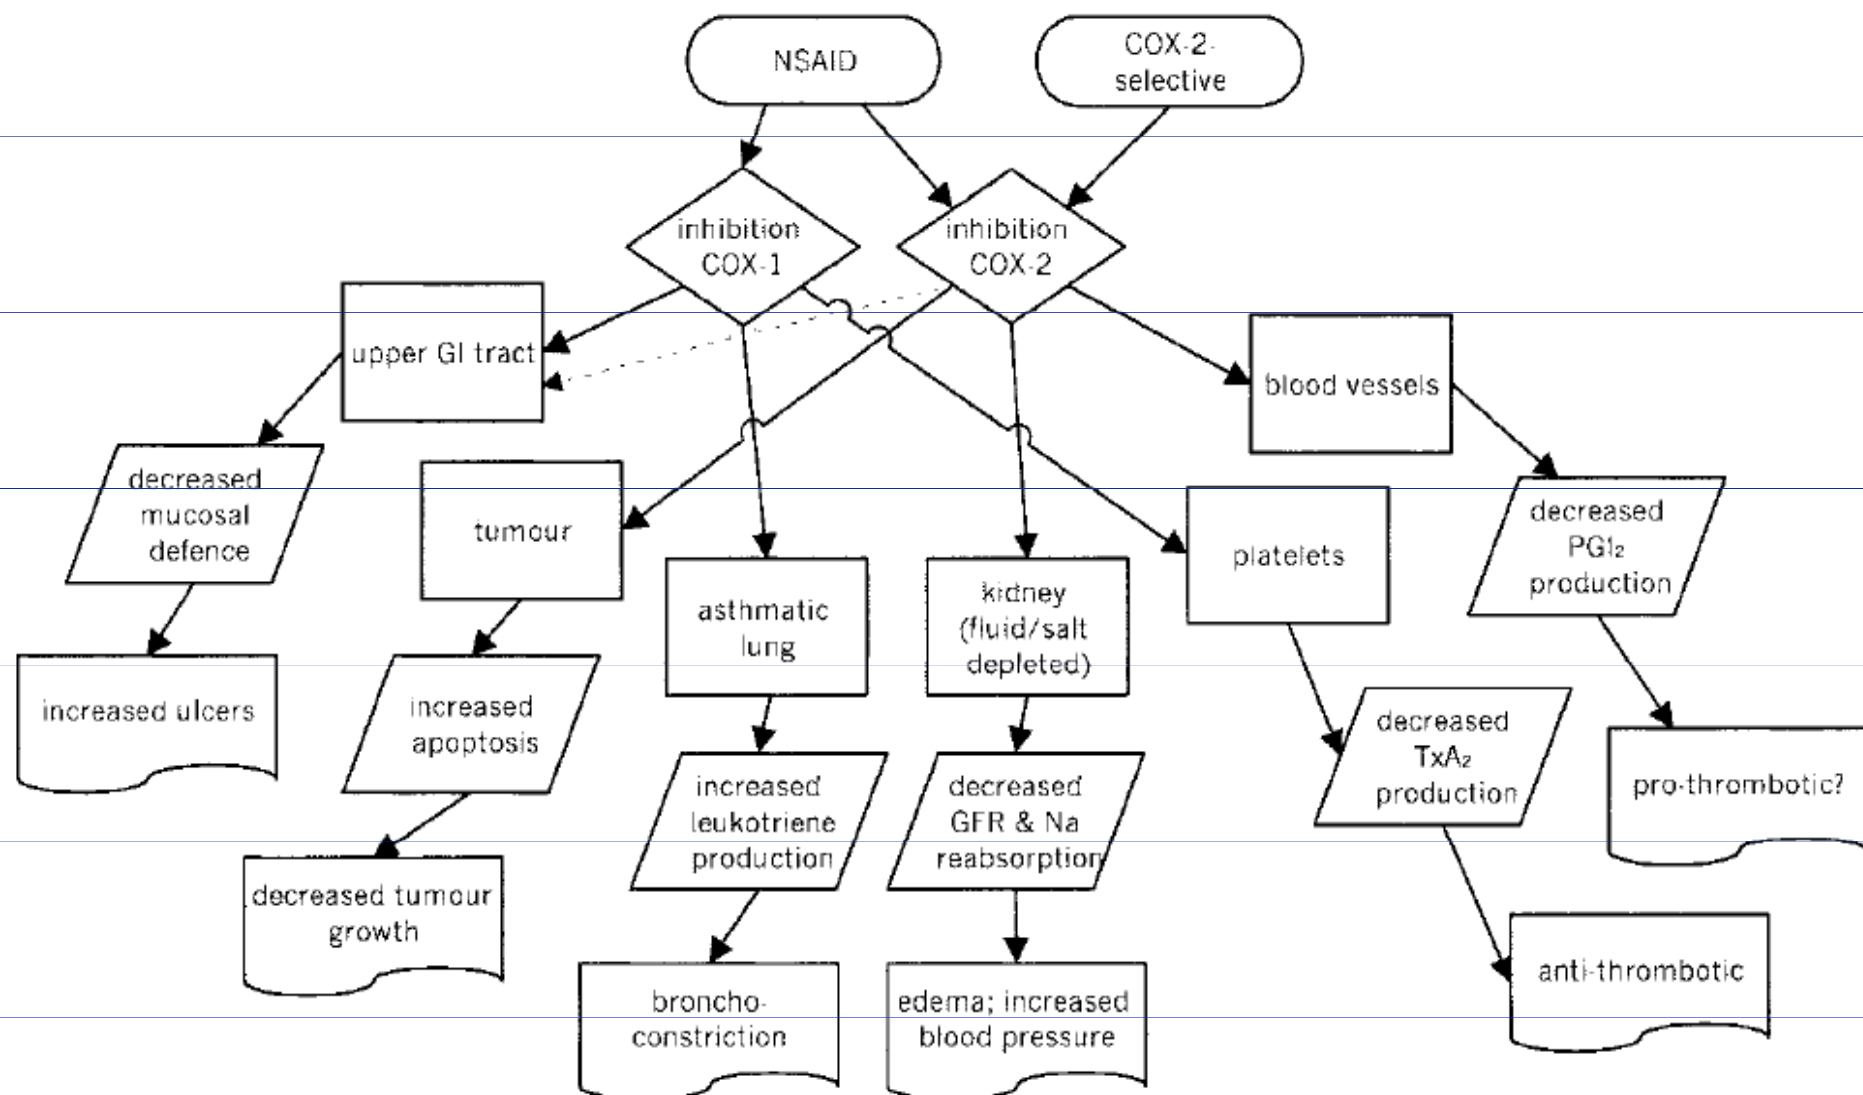 NSAID
COX-2-
selective
inhibition
COX-1
inhibition
COX-2
upper GI tract
blood vessels
decreased
mucosal
defence
tumour
asthmatic
lung
kidney
(fluid/salt
depleted)
platelets
decreased
PGI₂
production
increased ulcers
increased
apoptosis
increased
leukotriene
production
decreased
GFR & Na
reabsorption
decreased
TxA₂
production
pro-thrombotic?
decreased tumour
growth
broncho-
constriction
edema; increased
blood pressure
anti-thrombotic